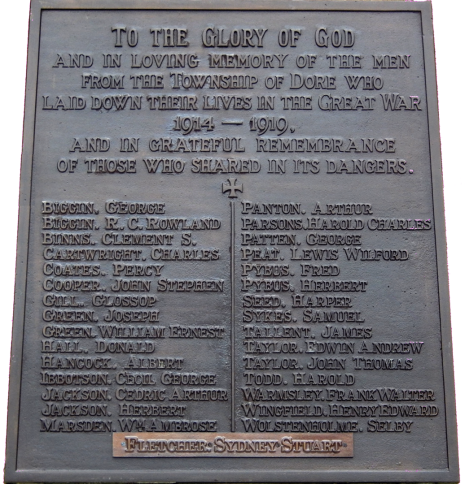 TO THE GLORY OF GOD
AND IN LOVING MEMORY OF THE MEN
FROM THE TOWNSHIP OF DORE WHO
LAID DOWN THEIR LIVES IN THE GREAT WAR
1914 — 1919,
AND IN GRATEFUL REMEMBRANCE
OF THOSE WHO SHARED IN ITS DANGERS.
BIGGIN. GEORGE
BIGGIN. R. C. ROWLAND
BINNS. CLEMENT S.
CARTWRIGHT. CHARLES
COATES. PERCY
COOPER. JOHN STEPHEN
GILL. GLOSSOP
GREEN. JOSEPH
GREEN. WILLIAM ERNEST
HALL. DONALD
HANCOCK. ALBERT
IBBOTSON. CECIL GEORGE
JACKSON. CEDRIC ARTHUR
JACKSON. HERBERT
MARSDEN. WM AMBROSE
PANTON. ARTHUR
PARSONS. HAROLD CHARLES
PATTEN. GEORGE
PEAT. LEWIS WILFORD
PYBUS. FRED
PYBUS. HERBERT
SEED. HARPER
SYKES. SAMUEL
TALLENT. JAMES
TAYLOR. EDWIN ANDREW
TAYLOR. JOHN THOMAS
TODD. HAROLD
WARMSLEY. FRANK WALTER
WINGFIELD. HENRY EDWARD
WOLSTENHOLME. SELBY
FLETCHER. SYDNEY STUART